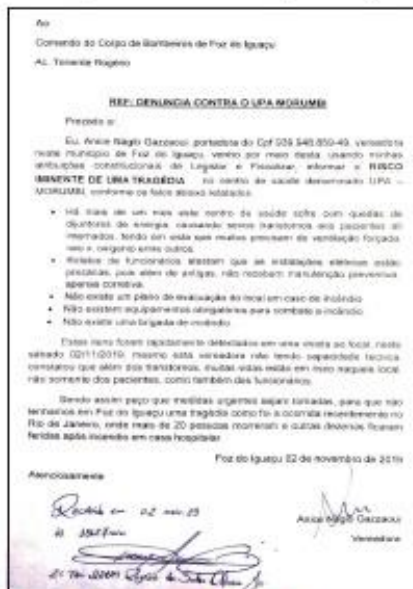 Ao
Comando do Corpo de Bombeiros de Foz do Iguaçu
A/c Tenente Rogério
REF: DENUNCIA CONTRA O UPA MORUMBI
Prezado sr.
Eu, Anice Nagib Gazzaoui, portadora do Cpf vereadora
neste município de Foz do Iguaçu, venho por meio desta, usando minhas
atribuições constitucionais de Legislar e Fiscalizar, informar o RISCO
IMINENTE DE UMA TRAGÉDIA no centro de saúde denominado UPA –
MORUMBI, conforme os fatos abaixo relatados:
• Há mais de um mês este centro de saúde sofre com quedas de
disjuntores de energia, causando sérios transtornos aos pacientes ali
internados, tendo em vista que muitos precisam de ventilação forçada,
raio x, oxigenio entre outros.
• Relatos de funcionários atestam que as instalações elétricas estão
precárias, pois além de antigas, não recebem manutenção preventiva
apenas corretiva.
• Não existe um plano de evacuação do local em caso de incêndio
• Não existem equipamentos obrigatórios para combate a incêndio
• Não existe uma brigada de incêndio
Estes itens foram rapidamente detectados em uma visita ao local, neste
sábado 02/11/2019, mesmo esta vereadora não tendo capacidade técnica,
constatou que além dos transtornos, muitas vidas estão em risco naquele local,
não somente dos pacientes, como também das funcionários.
Sendo assim peço que medidas urgentes sejam tomadas, para que não
tenhamos em Foz do Iguaçu uma tragédia como foi a ocorrida recentemente no
Rio de Janeiro, onde mais de 20 pessoas morreram e outras dezenas ficaram
feridas após incendio em casa hospitalar.
Foz do Iguaçu 02 de novembro de 2019
Atenciosamente
Recebido em 02 nov 19
Anice Nagib Gazzaoui
Vereadora